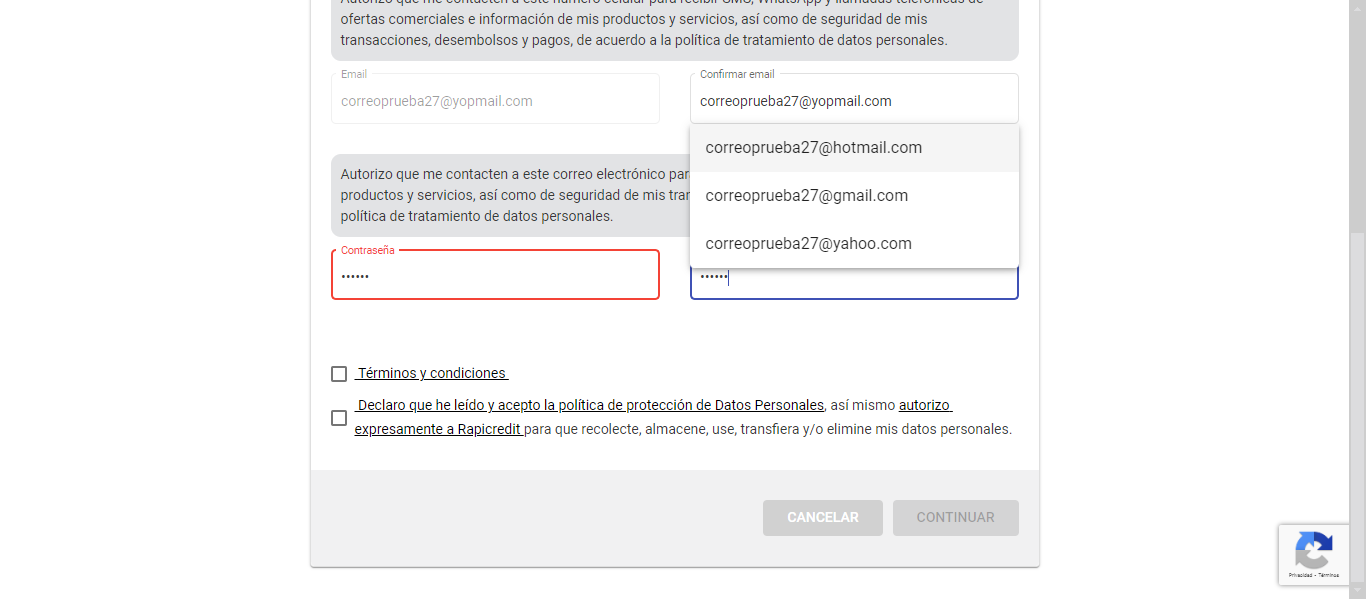 Autorizo que me contacten a este número celular para recibir SMS, WhatsApp y llamadas telefónicas de
ofertas comerciales e información de mis productos y servicios, así como de seguridad de mis
transacciones, desembolsos y pagos, de acuerdo a la política de tratamiento de datos personales.
Email
correoprueba27@yopmail.com
Confirmar email
correoprueba27@yopmail.com
correoprueba27@hotmail.com
correoprueba27@gmail.com
correoprueba27@yahoo.com
Autorizo que me contacten a este correo electrónico par
productos y servicios, así como de seguridad de mis tran
política de tratamiento de datos personales.
Contraseña
••••••
••••••
Términos y condiciones
Declaro que he leído y acepto la política de protección de Datos Personales, así mismo autorizo
expresamente a Rapicredit para que recolecte, almacene, use, transfiera y/o elimine mis datos personales.
CANCELAR
CONTINUAR
Privacidad - Términos